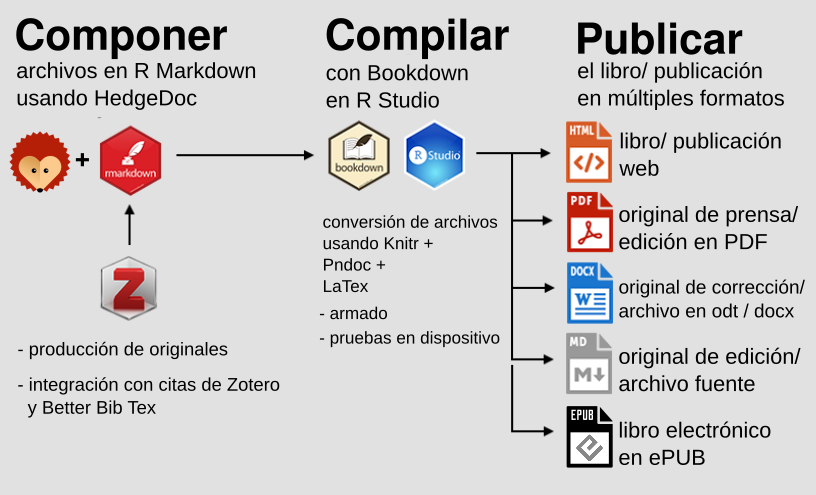 Componer
archivos en R Markdown
usando HedgeDoc
+
rmarkdown
Z
- producción de originales
- integración con citas de Zotero
y Better Bib Tex
Compilar
con Bookdown
en R Studio
bookdown
R Studio
conversión de archivos
usando Knitr +
Pndoc +
LaTex
- armado
- pruebas en dispositivo
Publicar
el libro/ publicación
en múltiples formatos
HTML
</>
libro/ publicación
web
PDF
original de prensa/
edición en PDF
DOCX
W
original de corrección/
archivo en odt / docx
MD
M
original de edición/
archivo fuente
EPUB
libro electrónico
en ePUB